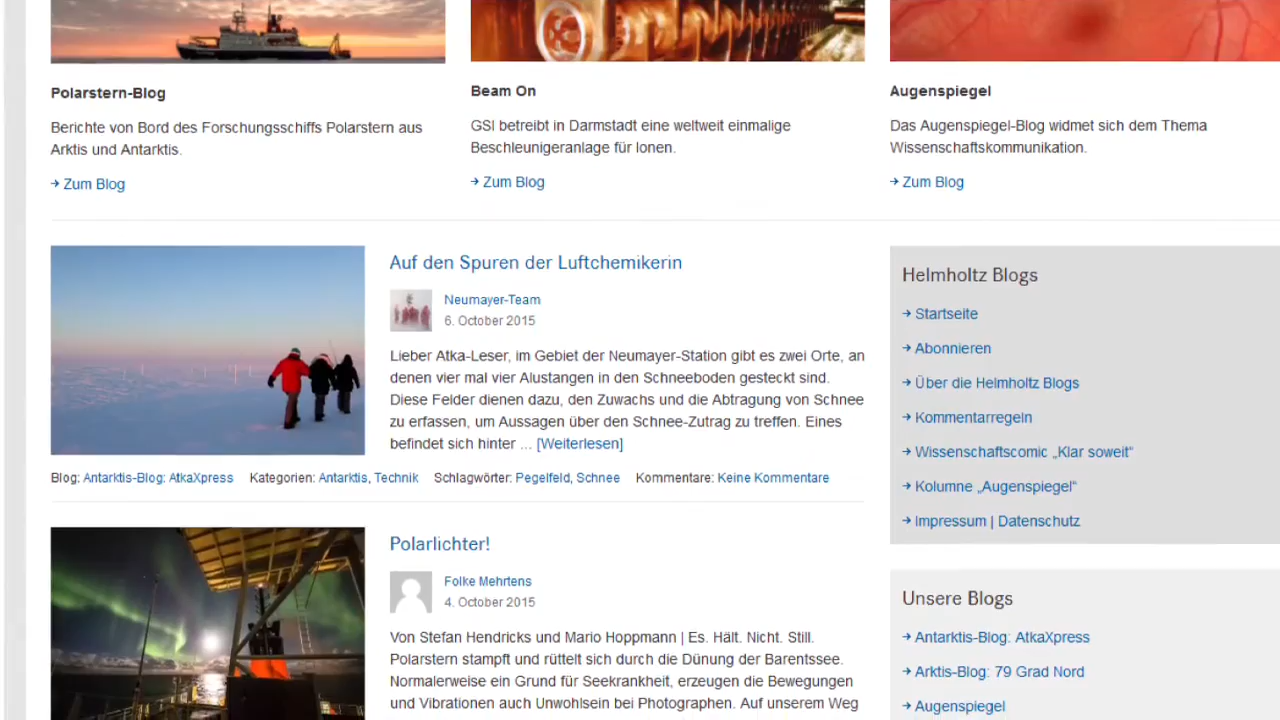 Polarstern-Blog
Berichte von Bord des Forschungsschiffs Polarstern aus
Arktis und Antarktis.
Zum Blog
Beam On
GSI betreibt in Darmstadt eine weltweit einmalige
Beschleunigeranlage für Ionen.
Zum Blog
Augenspiegel
Das Augenspiegel-Blog widmet sich dem Thema
Wissenschaftskommunikation.
Zum Blog
Auf den Spuren der Luftchemikerin
Neumayer-Team
6. October 2015
Lieber Atka-Leser, im Gebiet der Neumayer-Station gibt es zwei Orte, an
denen vier mal vier Alustangen in den Schneeboden gesteckt sind.
Diese Felder dienen dazu, den Zuwachs und die Abtragung von Schnee
zu erfassen, um Aussagen über den Schnee-Zutrag zu treffen. Eines
befindet sich hinter ... [Weiterlesen]
Blog: Antarktis-Blog: AtkaXpress Kategorien: Antarktis, Technik Schlagwörter: Pegelfeld, Schnee Kommentare: Keine Kommentare
Polarlichter!
Folke Mehrtens
4. October 2015
Von Stefan Hendricks und Mario Hoppmann | Es. Hält. Nicht. Still.
Polarstern stampft und rüttelt sich durch die Dünung der Barentssee.
Normalerweise ein Grund für Seekrankheit, erzeugen die Bewegungen
und Vibrationen auch Unwohlsein bei Photographen. Auf unserem Weg
Helmholtz Blogs
Startseite
Abonnieren
Über die Helmholtz Blogs
Kommentarregeln
Wissenschaftscomic „Klar soweit“
Kolumne „Augenspiegel“
Impressum | Datenschutz
Unsere Blogs
Antarktis-Blog: AtkaXpress
Arktis-Blog: 79 Grad Nord
Augenspiegel